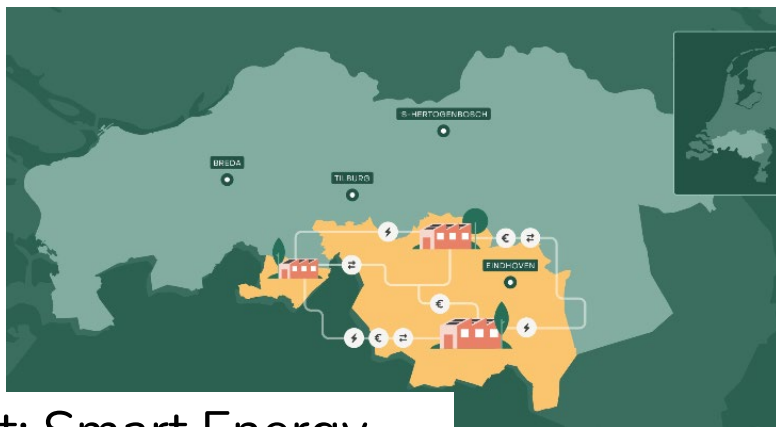 'S-HERTOGENBOSCH
BREDA
TILBURG
EINDHOVEN
t: Smart Energy